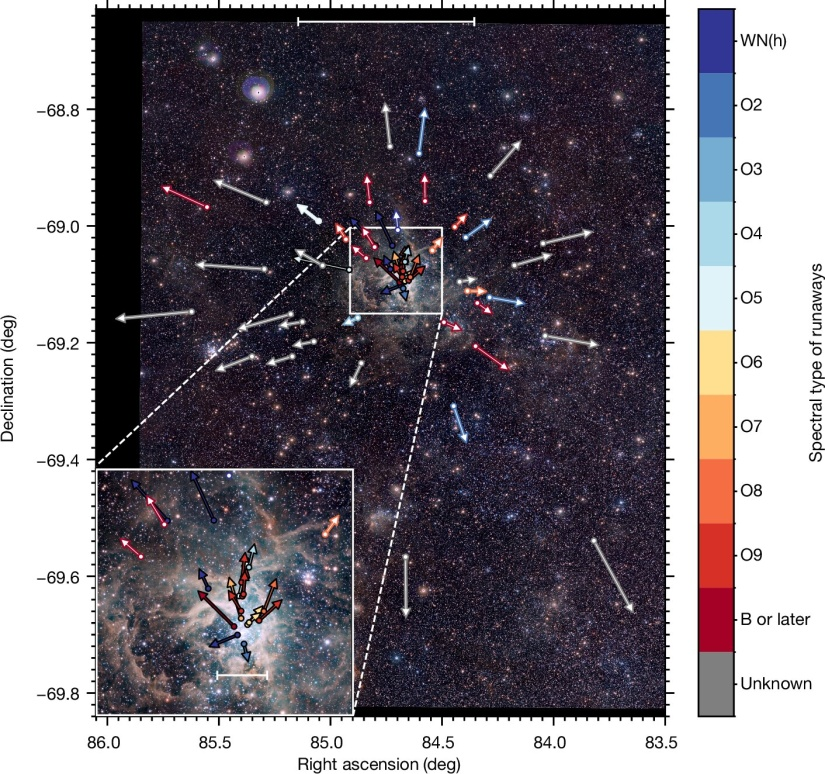 −68.8
−69.0
−69.2
−69.4
−69.6
−69.8
Declination (deg)
86.0
85.5
85.0
84.5
84.0
83.5
Right ascension (deg)
WN(h)
O2
O3
O4
O5
O6
O7
O8
O9
B or later
Unknown
Spectral type of runaways